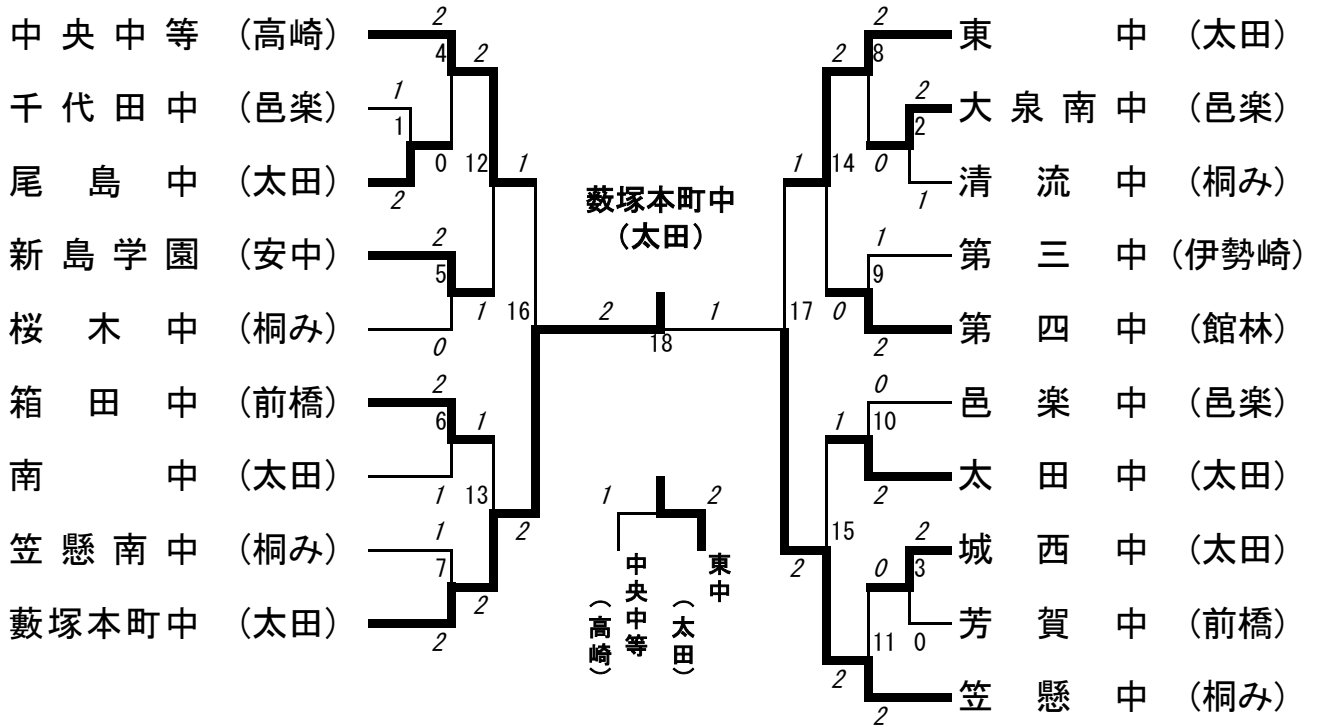 2 2
中央中等 (高崎) 東中 (太田)
4 2 2 8
千代田中 (邑楽) 1 2 大泉南中 (邑楽)
1 2
0 12 1 1 14 0
尾島中 (太田) 2 1 清流中 (桐み)
薮塚本町中
(太田)
新島学園 (安中) 2 1 第三中 (伊勢崎)
5 9
1 16 2 1 17 0
桜木中 (桐み) 0 18 2 第四中 (館林)
箱田中 (前橋) 2 0 邑楽中 (邑楽)
6 1 1 10
南中 (太田) 1 13 2 太田中 (太田)
1 2
笠懸南中 (桐み) 1 2 15 2 城西中 (太田)
7 2 0 3
中央中等
(高崎)
東中
(太田)
藪塚本町中 (太田) 2 2 11 0 芳賀中 (前橋)
2 2 笠懸中 (桐み)